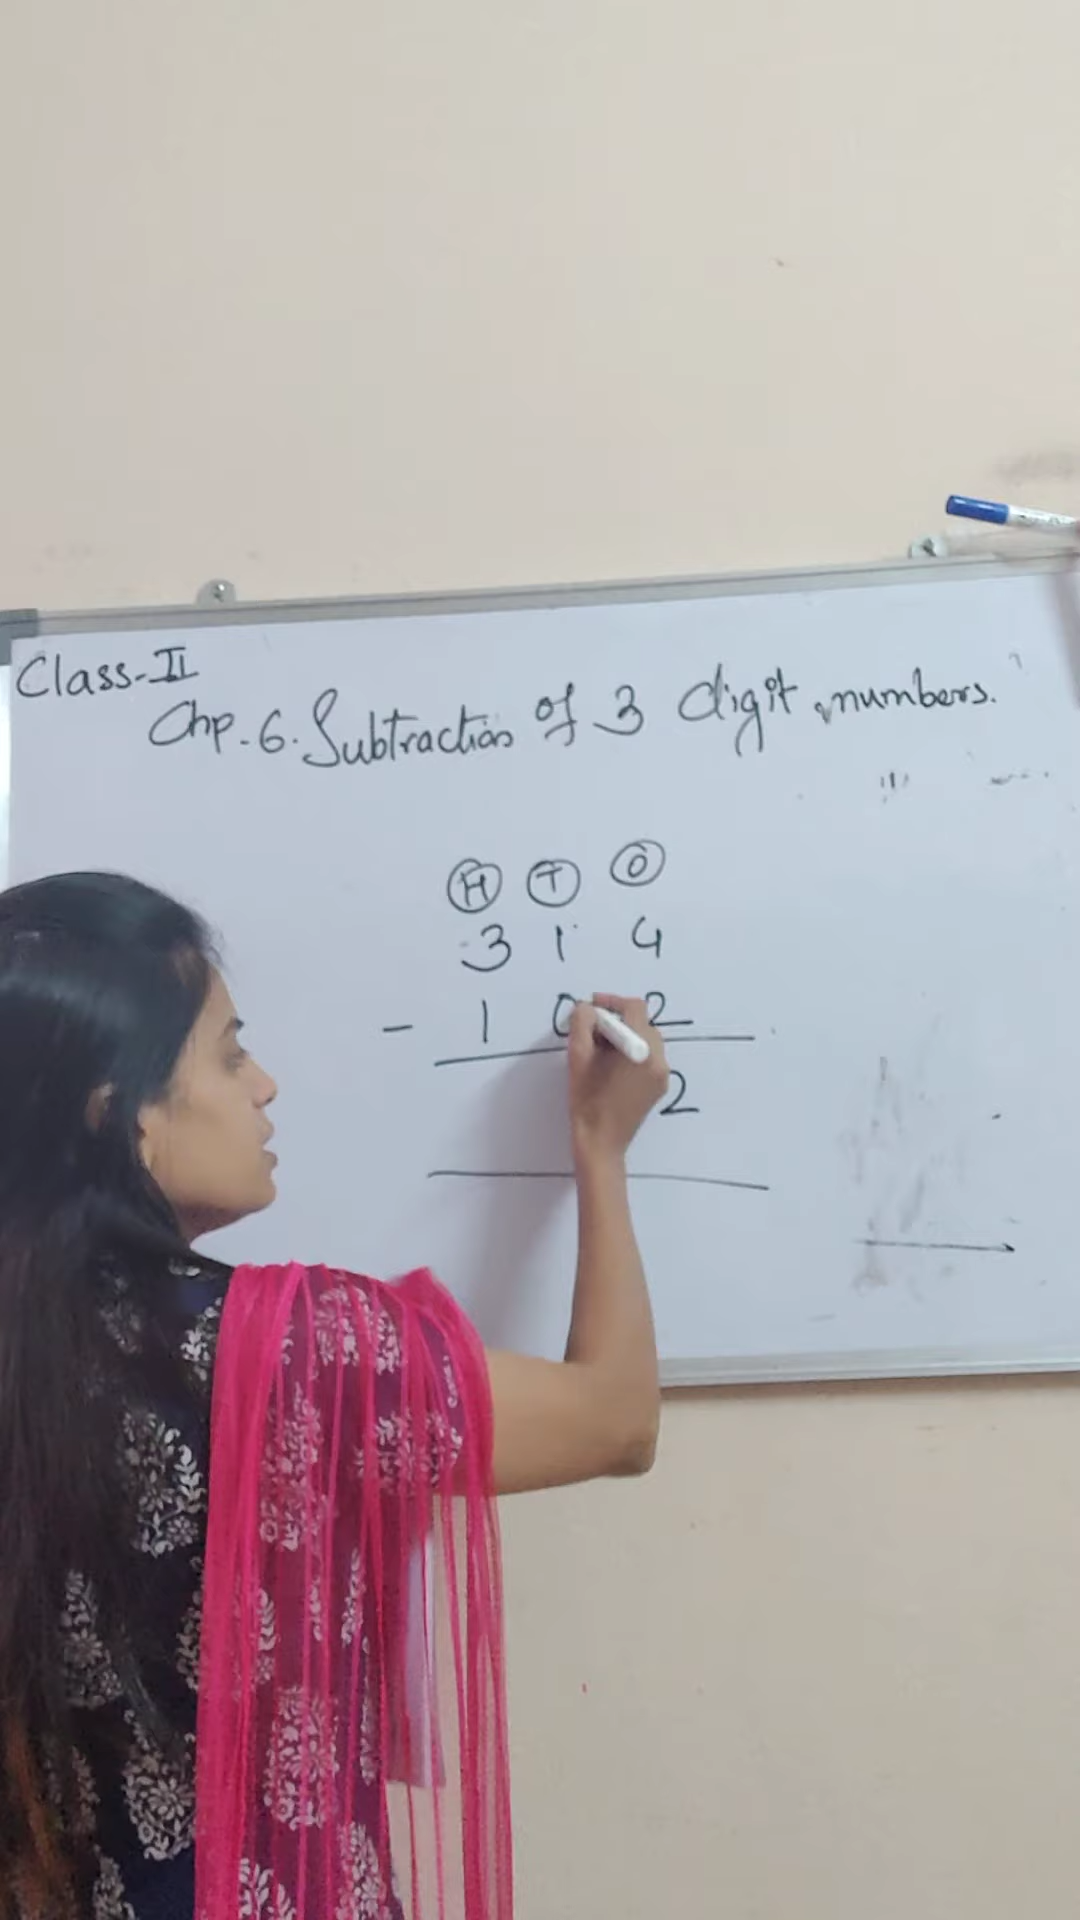 Class-II
Chp.6. Subtraction of 3 digit numbers.
H T O
3 1 4
- 1 0 2
2